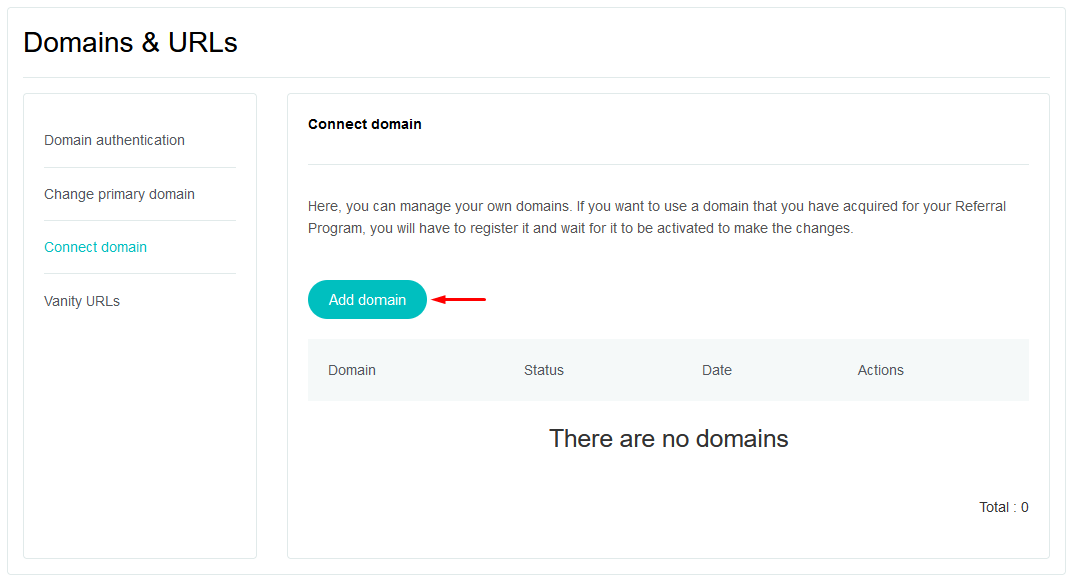 Domains & URLs
Domain authentication
Change primary domain
Connect domain
Vanity URLs
Connect domain
Here, you can manage your own domains. If you want to use a domain that you have acquired for your Referral
Program, you will have to register it and wait for it to be activated to make the changes.
Add domain
Domain Status Date Actions
There are no domains
Total : 0